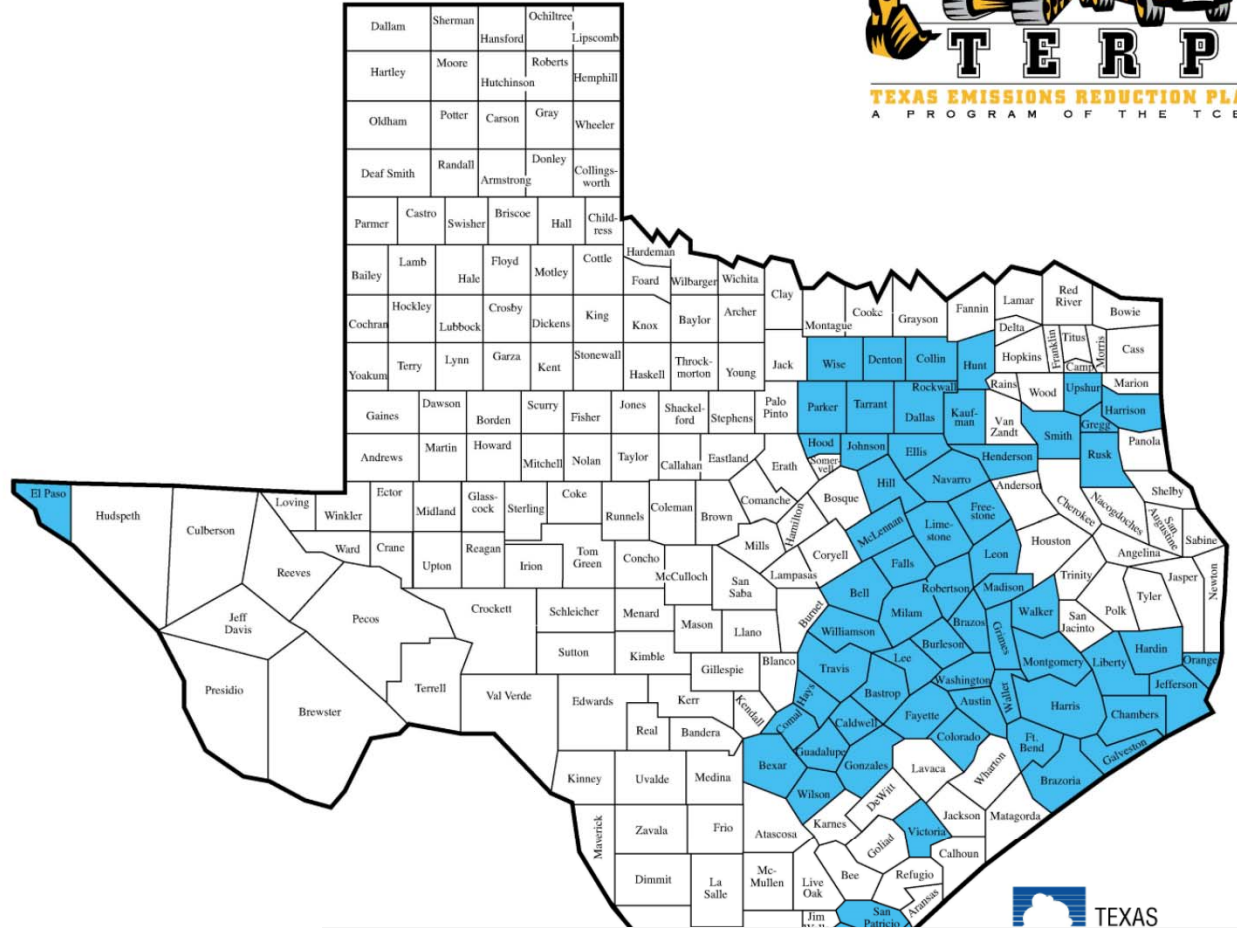 TERP
TEXAS EMISSIONS REDUCTION PLA
A PROGRAM OF THE TCE
Dallam
Sherman
Hansford
Ochiltree
Lipscomb
Hartley
Moore
Hutchinson
Roberts
Hemphill
Oldham
Potter
Carson
Gray
Wheeler
Deaf Smith
Randall
Armstrong
Donley
Collings-
worth
Parmer
Castro
Swisher
Briscoe
Hall
Child-
ress
Bailey
Lamb
Hale
Floyd
Motley
Cottle
Hardeman
Foard
Wilbarger
Wichita
Clay
Cochran
Hockley
Lubbock
Crosby
Dickens
King
Knox
Baylor
Archer
Montague
Cooke
Grayson
Fannin
Lamar
Red
River
Bowie
Delta
Franklin
Titus
Morris
Cass
Hopkins
Camp
Yoakum
Terry
Lynn
Garza
Kent
Stonewall
Haskell
Throck-
morton
Young
Jack
Wise
Denton
Collin
Hunt
Rockwall
Rains
Wood
Upshur
Marion
Harrison
Gregg
Gaines
Dawson
Borden
Scurry
Fisher
Jones
Shackel-
ford
Stephens
Palo
Pinto
Parker
Tarrant
Dallas
Kauf-
man
Van
Zandt
Smith
Rusk
Panola
Andrews
Martin
Howard
Mitchell
Nolan
Taylor
Callahan
Eastland
Erath
Hood
Somer-
vell
Johnson
Ellis
Henderson
Navarro
Anderson
Cherokee
Nacogdoches
Shelby
San
Augustine
Sabine
El Paso
Hudspeth
Culberson
Loving
Winkler
Ector
Midland
Glass-
cock
Sterling
Coke
Runnels
Coleman
Brown
Comanche
Hamilton
Bosque
Hill
Free-
stone
McLennan
Lime-
stone
Ward
Crane
Upton
Reagan
Irion
Tom
Green
Concho
McCulloch
Mills
San
Saba
Lampasas
Coryell
Falls
Leon
Houston
Angelina
Trinity
Polk
Tyler
Jasper
Newton
Reeves
Jeff
Davis
Pecos
Crockett
Schleicher
Menard
Mason
Llano
Burnet
Bell
Milam
Robertson
Madison
Brazos
Walker
San
Jacinto
Grimes
Sutton
Kimble
Gillespie
Blanco
Williamson
Burleson
Travis
Lee
Washington
Montgomery
Liberty
Hardin
Orange
Jefferson
Presidio
Brewster
Terrell
Val Verde
Edwards
Kerr
Real
Bandera
Kendall
Comal
Hays
Bastrop
Caldwell
Fayette
Austin
Waller
Harris
Chambers
Galveston
Colorado
Ft.
Bend
Brazoria
Kinney
Uvalde
Medina
Bexar
Guadalupe
Gonzales
Wilson
Lavaca
Wharton
DeWitt
Matagorda
Jackson
Maverick
Zavala
Frio
Atascosa
Karnes
Goliad
Victoria
Calhoun
Dimmit
La
Salle
Mc-
Mullen
Live
Oak
Bee
Refugio
Aransas
Jim
San
Patricio
TEXAS